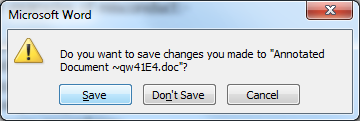 Microsoft Word
Do you want to save changes you made to "Annotated
Document ~qw41E4.doc"?
Save Don't Save Cancel